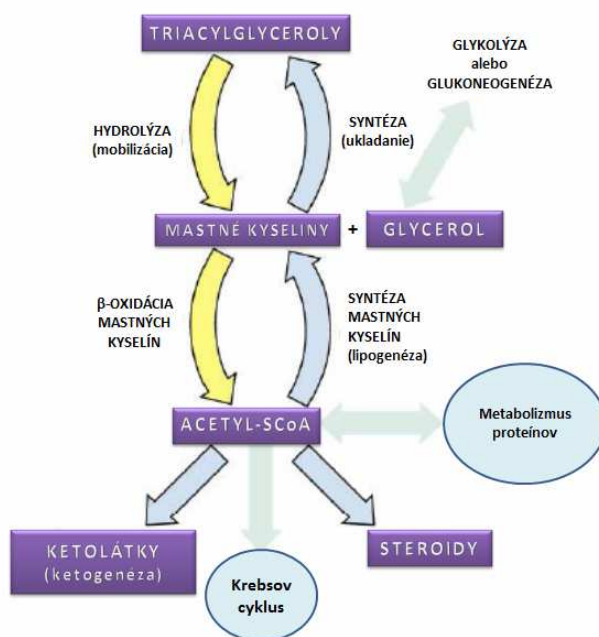 TRIACYLGLYCEROLY
GLYKOLÝZA
alebo
GLUKONEOGENÉZA
HYDROLÝZA
(mobilizácia)
SYNTÉZA
(ukladanie)
MASTNÉ KYSELINY + GLYCEROL
β-OXIDÁCIA
MASTNÝCH
KYSELÍN
SYNTÉZA
MASTNÝCH
KYSELÍN
(lipogenéza)
Metabolizmus
proteínov
ACETYL-SCoA
KETOLÁTKY
(ketogenéza)
Krebsov
cyklus
STEROIDY